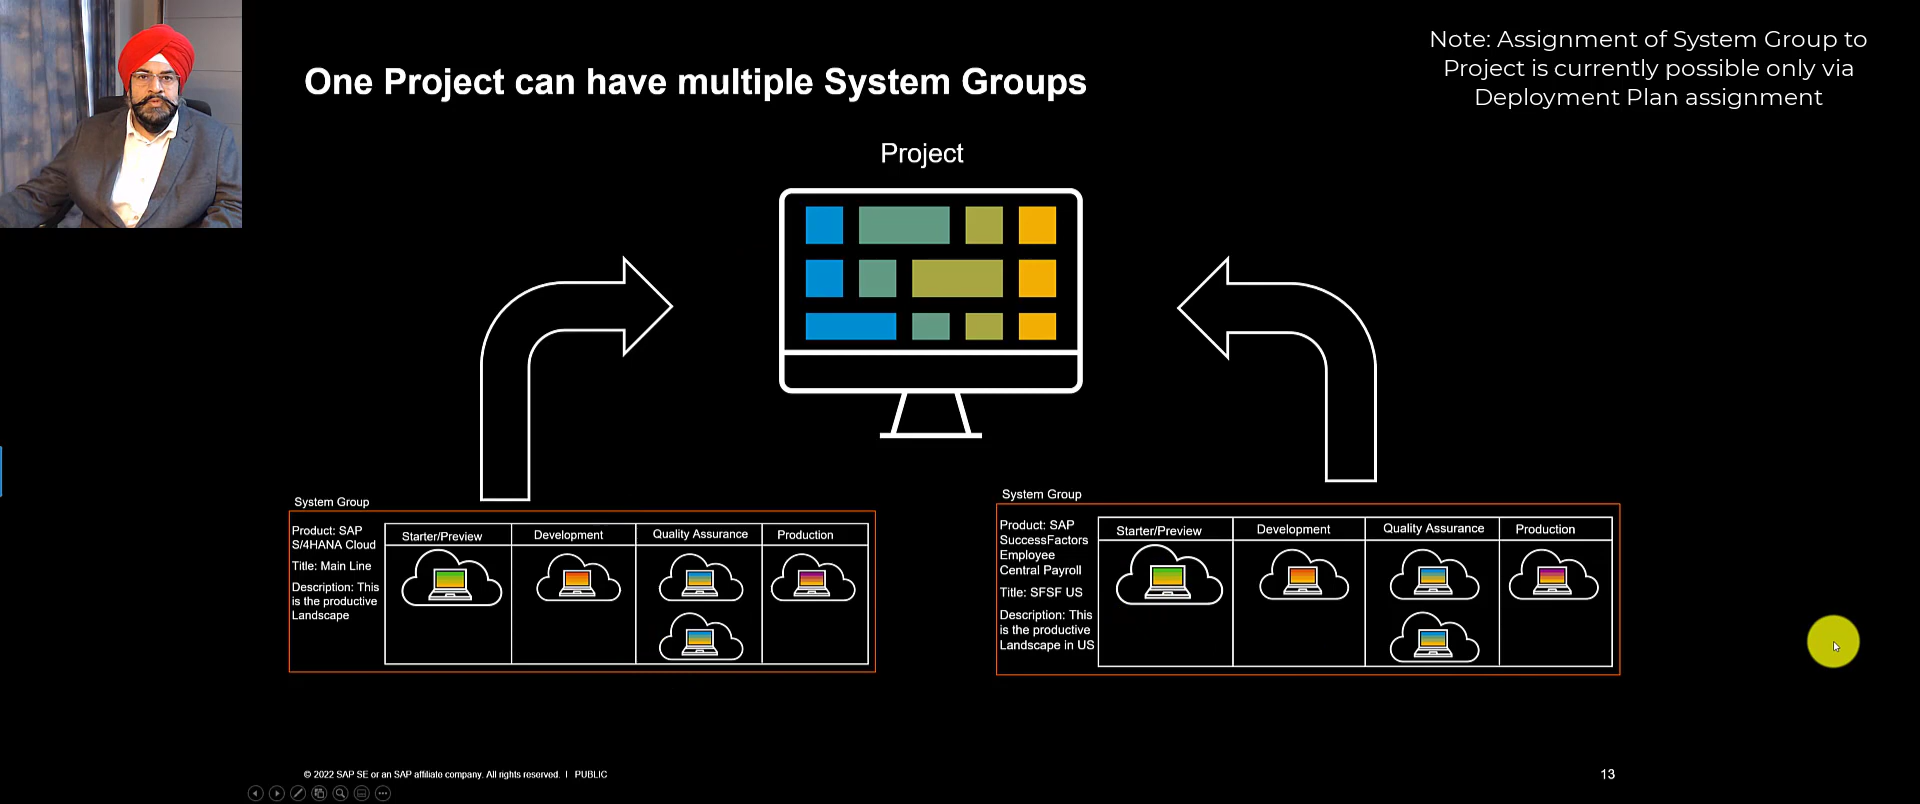 Note: Assignment of System Group to
Project is currently possible only via
Deployment Plan assignment
One Project can have multiple System Groups
Project
System Group
Product: SAP
S/4HANA Cloud
Title: Main Line
Description: This
is the productive
Landscape
Starter/Preview
Development
Quality Assurance
Production
System Group
Product: SAP
SuccessFactors
Employee
Central Payroll
Title: SFSF US
Description: This
is the productive
Landscape in US
Starter/Preview
Development
Quality Assurance
Production
© 2022 SAP SE or an SAP affiliate company. All rights reserved. | PUBLIC
13